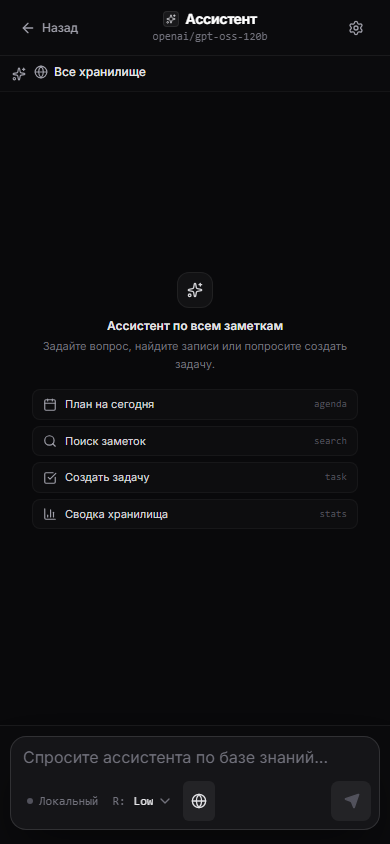 Назад
Ассистент
openai/gpt-oss-120b
Все хранилище
Ассистент по всем заметкам
Задайте вопрос, найдите записи или попросите создать
задачу.
План на сегодня agenda
Поиск заметок search
Создать задачу task
Сводка хранилища stats
Спросите ассистента по базе знаний...
Локальный R: Low